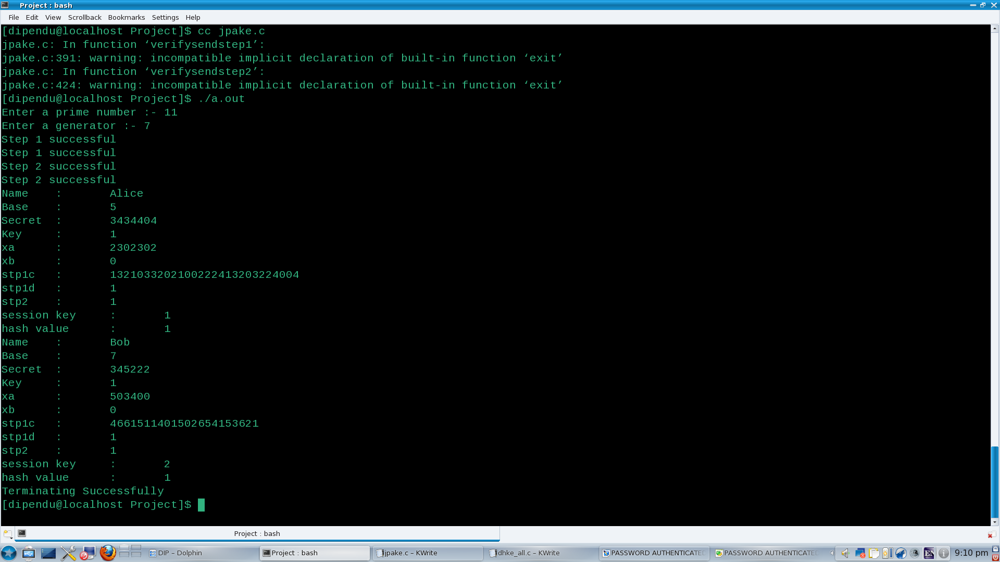 Project : bash
File Edit View Scrollback Bookmarks Settings Help
[dipendu@localhost Project]$ cc jpake.c
jpake.c: In function ‘verifysendstep1’:
jpake.c:391: warning: incompatible implicit declaration of built-in function ‘exit’
jpake.c: In function ‘verifysendstep2’:
jpake.c:424: warning: incompatible implicit declaration of built-in function ‘exit’
[dipendu@localhost Project]$ ./a.out
Enter a prime number :- 11
Enter a generator :- 7
Step 1 successful
Step 1 successful
Step 2 successful
Step 2 successful
Name : Alice
Base : 5
Secret : 3434404
Key : 1
xa : 2302302
xb : 0
stp1c : 1321033202100222413203224004
stp1d : 1
stp2 : 1
session key : 1
hash value : 1
Name : Bob
Base : 7
Secret : 345222
Key : 1
xa : 503400
xb : 0
stp1c : 4661511401502654153621
stp1d : 1
stp2 : 1
session key : 2
hash value : 1
Terminating Successfully
[dipendu@localhost Project]$
Project : bash
DIP – Dolphin Project : bash jpake.c – KWrite dhke_all.c – KWrite PASSWORD AUTHENTICATE PASSWORD AUTHENTICATED EN 9:10 pm